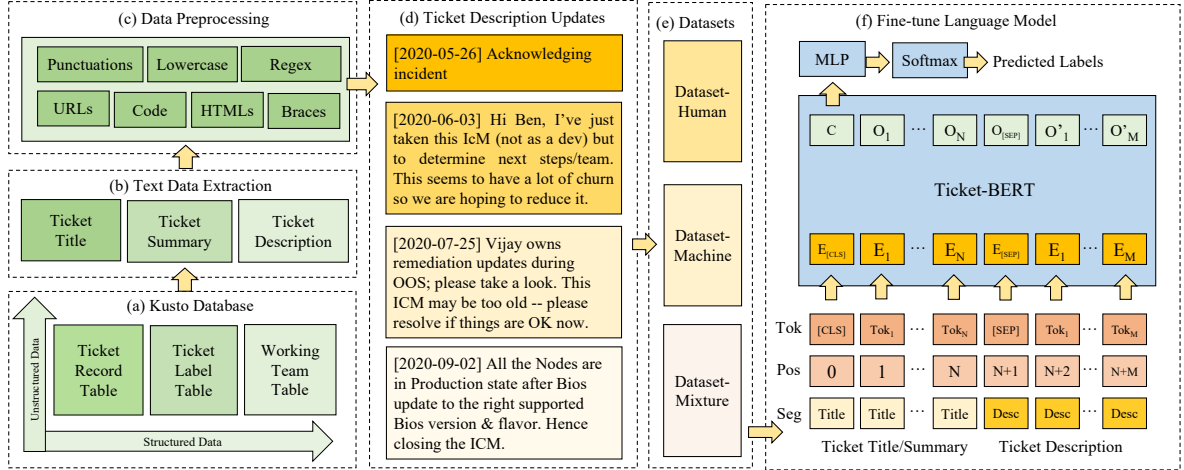 (c) Data Preprocessing
Punctuations
Lowercase
Regex
URLs
Code
HTMLs
Braces
(b) Text Data Extraction
Ticket
Title
Ticket
Summary
Ticket
Description
(a) Kusto Database
Unstructured Data
Ticket
Record
Table
Ticket
Label
Table
Working
Team
Table
Structured Data
(d) Ticket Description Updates
[2020-05-26] Acknowledging
incident
[2020-06-03] Hi Ben, I've just
taken this IcM (not as a dev) but
to determine next steps/team.
This seems to have a lot of churn
so we are hoping to reduce it.
[2020-07-25] Vijay owns
remediation updates during
OOS; please take a look. This
ICM may be too old -- please
resolve if things are OK now.
[2020-09-02] All the Nodes are
in Production state after Bios
update to the right supported
Bios version & flavor. Hence
closing the ICM.
(e) Datasets
Dataset-
Human
Dataset-
Machine
Dataset-
Mixture
(f) Fine-tune Language Model
MLP
Softmax
Predicted Labels
C O1 ... ON O[SEP] O'1 ... O'M
Ticket-BERT
E[CLS] E1 ... EN E[SEP] E1 ... EM
Tok [CLS] Tok1 ... TokN [SEP] Tok1 ... TokM
Pos 0 1 ... N N+1 N+2 ... N+M
Seg Title Title ... Title Desc Desc ... Desc
Ticket Title/Summary Ticket Description